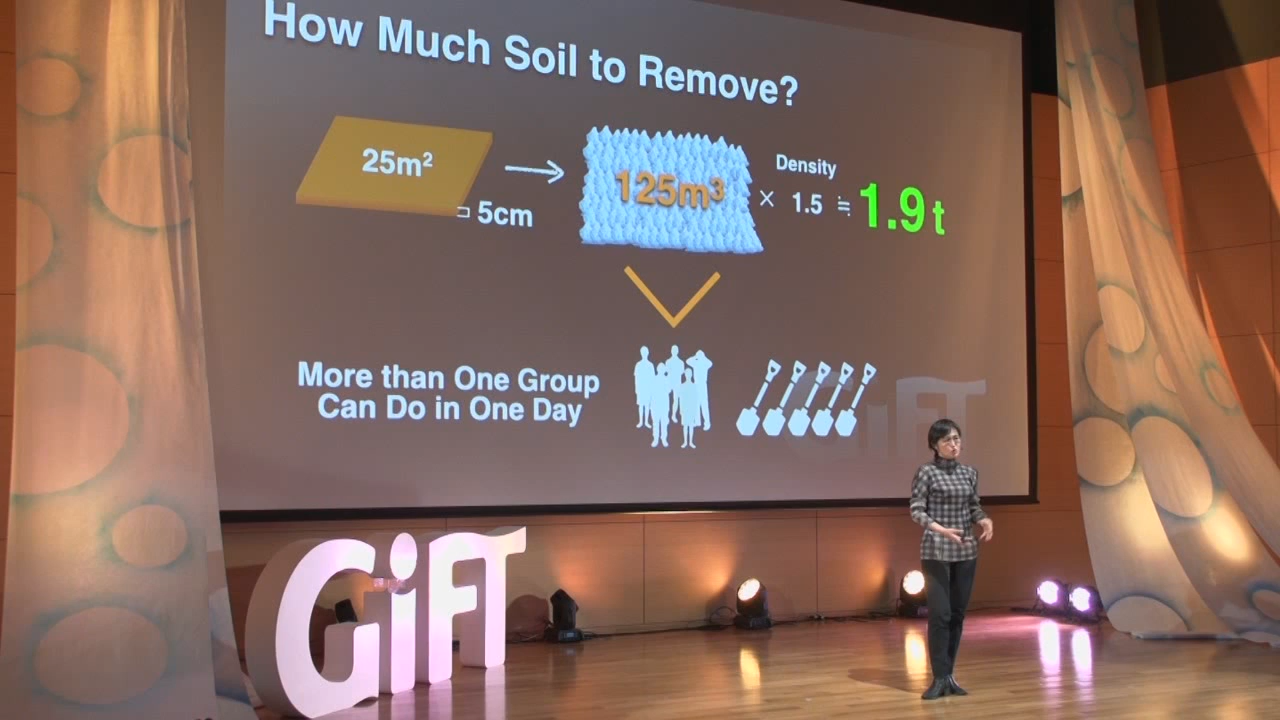 How Much Soil to Remove?
25m²
5cm
125m³
Density
× 1.5 ≒ 1.9 t
More than One Group
Can Do in One Day
GiFT
GiFT